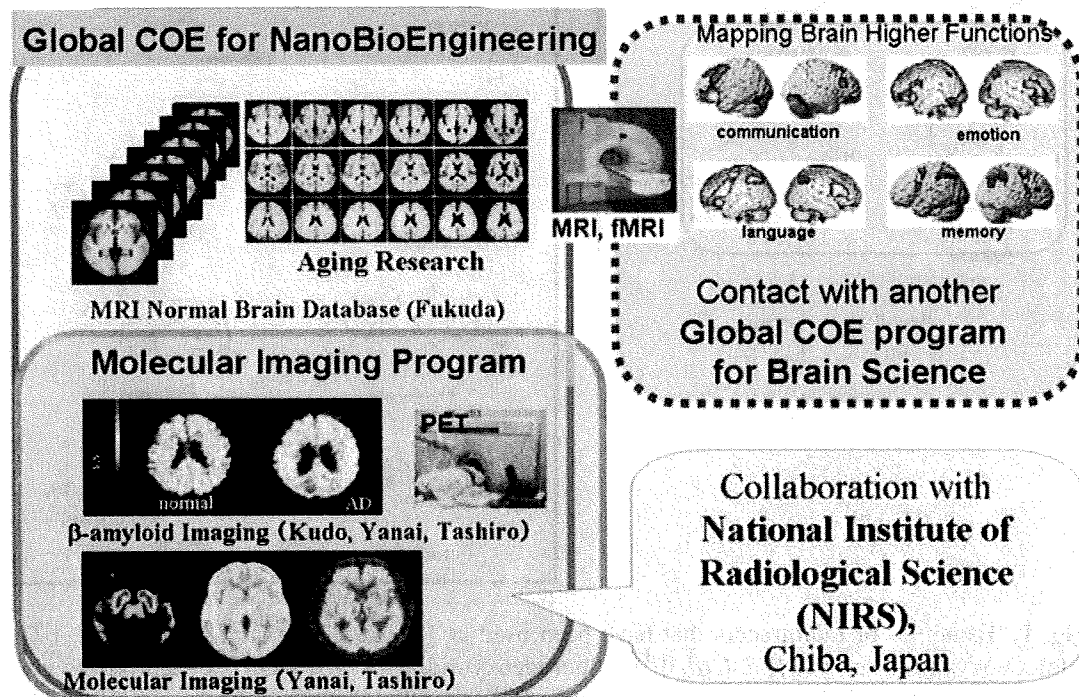 Global COE for NanoBioEngineering
Aging Research
MRI Normal Brain Database (Fukuda)
MRI, fMRI
Mapping Brain Higher Functions
communication
emotion
language
memory
Contact with another
Global COE program
for Brain Science
Molecular Imaging Program
normal
AD
PET
β-amyloid Imaging (Kudo, Yanai, Tashiro)
Molecular Imaging (Yanai, Tashiro)
Collaboration with
National Institute of
Radiological Science
(NIRS),
Chiba, Japan